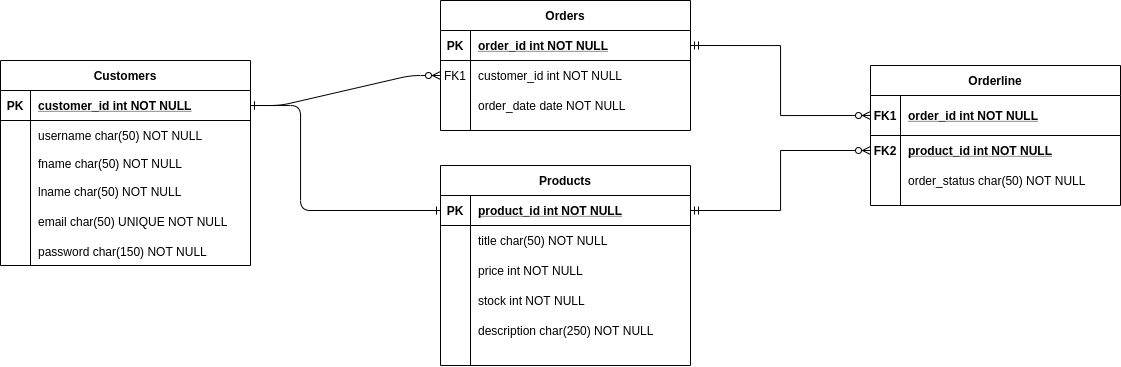 Customers
PK customer_id int NOT NULL
username char(50) NOT NULL
fname char(50) NOT NULL
lname char(50) NOT NULL
email char(50) UNIQUE NOT NULL
password char(150) NOT NULL
Orders
PK order_id int NOT NULL
FK1 customer_id int NOT NULL
order_date date NOT NULL
Products
PK product_id int NOT NULL
title char(50) NOT NULL
price int NOT NULL
stock int NOT NULL
description char(250) NOT NULL
Orderline
FK1 order_id int NOT NULL
FK2 product_id int NOT NULL
order_status char(50) NOT NULL